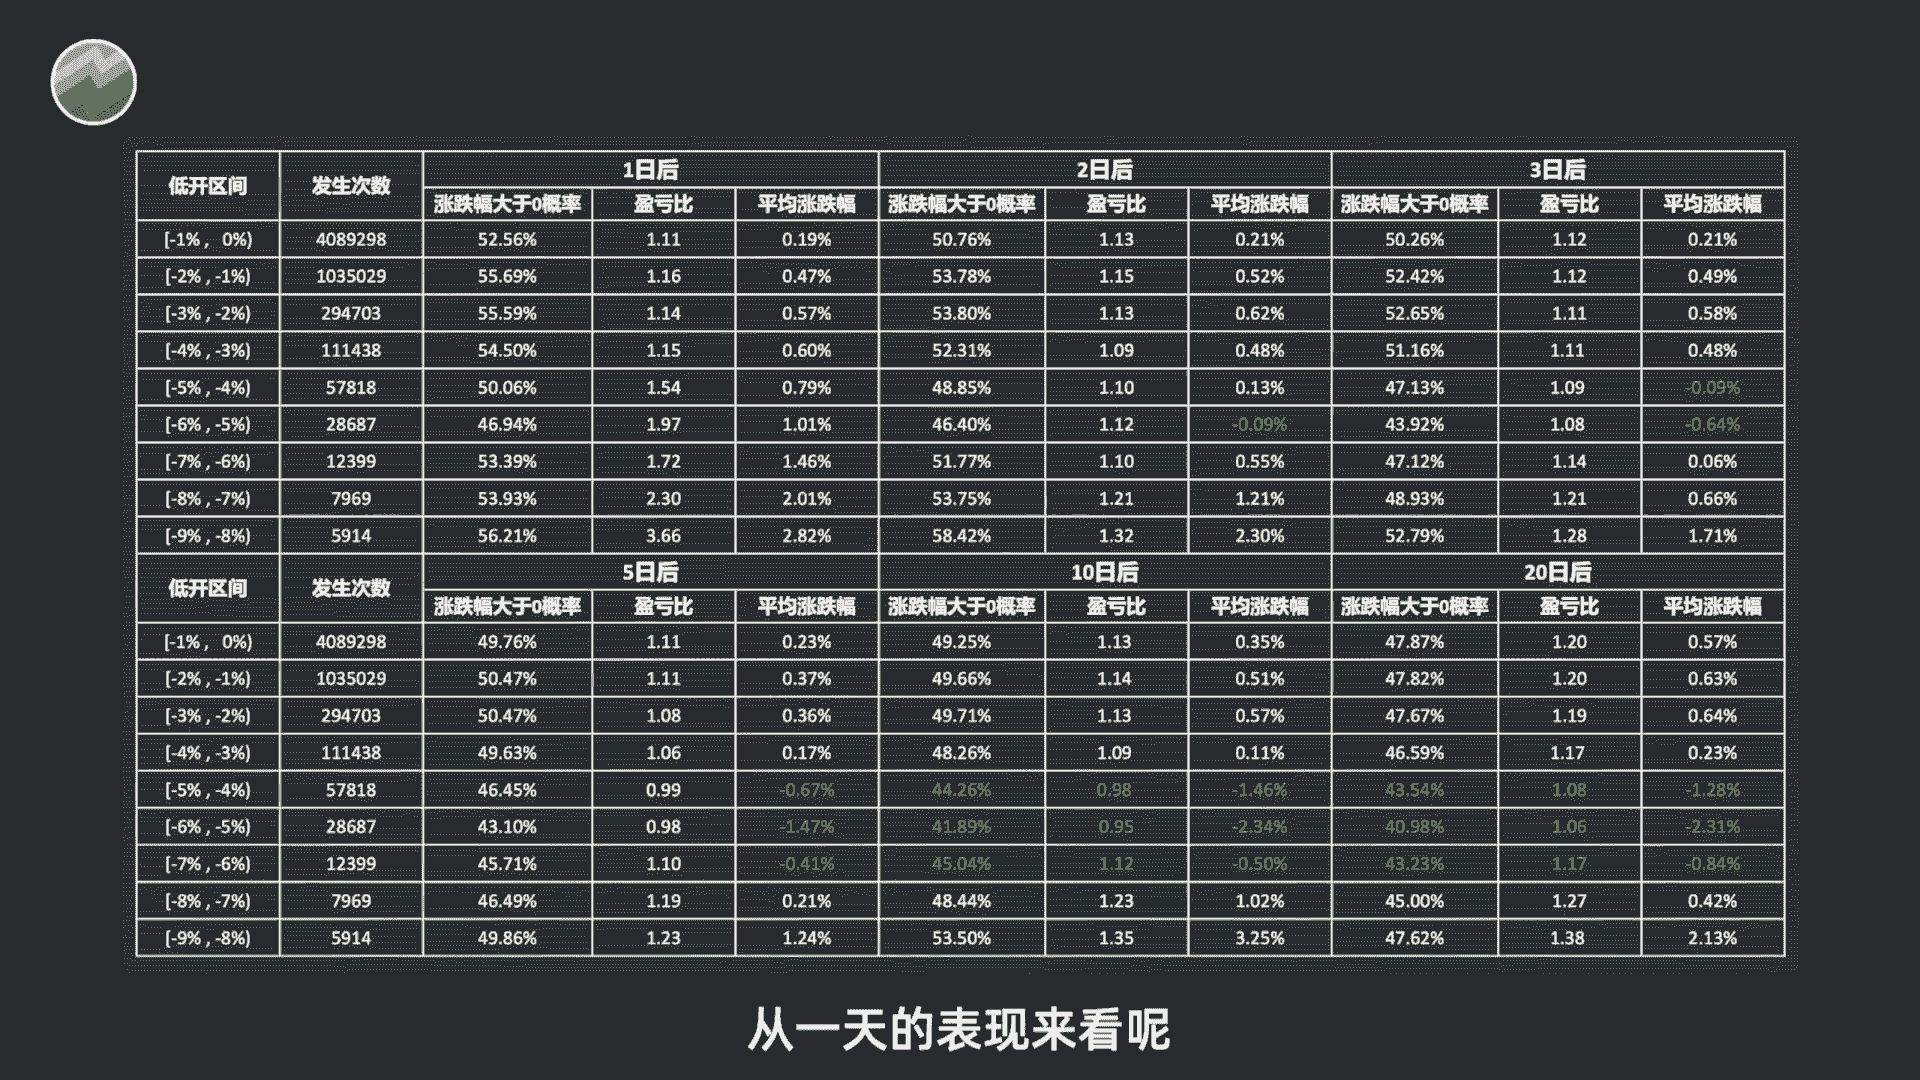 低开区间 发生次数 1日后 2日后 3日后
涨跌幅大于0概率 盈亏比 平均涨跌幅 涨跌幅大于0概率 盈亏比 平均涨跌幅 涨跌幅大于0概率 盈亏比 平均涨跌幅
[-1% , 0%) 4089298 52.56% 1.11 0.19% 50.76% 1.13 0.21% 50.26% 1.12 0.21%
[-2% , -1%) 1035029 55.69% 1.16 0.47% 53.78% 1.15 0.52% 52.42% 1.12 0.49%
[-3% , -2%) 294703 55.59% 1.14 0.57% 53.80% 1.13 0.62% 52.65% 1.11 0.58%
[-4% , -3%) 111438 54.50% 1.15 0.60% 52.31% 1.09 0.48% 51.16% 1.11 0.48%
[-5% , -4%) 57818 50.06% 1.54 0.79% 48.85% 1.10 0.13% 47.13% 1.09 -0.09%
[-6% , -5%) 28687 46.94% 1.97 1.01% 46.40% 1.12 -0.09% 43.92% 1.08 -0.64%
[-7% , -6%) 12399 53.39% 1.72 1.46% 51.77% 1.10 0.55% 47.12% 1.14 0.06%
[-8% , -7%) 7969 53.93% 2.30 2.01% 53.75% 1.21 1.21% 48.93% 1.21 0.66%
[-9% , -8%) 5914 56.21% 3.66 2.82% 58.42% 1.32 2.30% 52.79% 1.28 1.71%
低开区间 发生次数 5日后 10日后 20日后
涨跌幅大于0概率 盈亏比 平均涨跌幅 涨跌幅大于0概率 盈亏比 平均涨跌幅 涨跌幅大于0概率 盈亏比 平均涨跌幅
[-1% , 0%) 4089298 49.76% 1.11 0.23% 49.25% 1.13 0.35% 47.87% 1.20 0.57%
[-2% , -1%) 1035029 50.47% 1.11 0.37% 49.66% 1.14 0.51% 47.82% 1.20 0.63%
[-3% , -2%) 294703 50.47% 1.08 0.36% 49.71% 1.13 0.57% 47.67% 1.19 0.64%
[-4% , -3%) 111438 49.63% 1.06 0.17% 48.26% 1.09 0.11% 46.59% 1.17 0.23%
[-5% , -4%) 57818 46.45% 0.99 -0.67% 44.26% 0.98 -1.46% 43.54% 1.08 -1.28%
[-6% , -5%) 28687 43.10% 0.98 -1.47% 41.89% 0.95 -2.34% 40.98% 1.06 -2.31%
[-7% , -6%) 12399 45.71% 1.10 -0.41% 45.04% 1.12 -0.50% 43.23% 1.17 -0.84%
[-8% , -7%) 7969 46.49% 1.19 0.21% 48.44% 1.23 1.02% 45.00% 1.27 0.42%
[-9% , -8%) 5914 49.86% 1.23 1.24% 53.50% 1.35 3.25% 47.62% 1.38 2.13%
从一天的表现来看呢